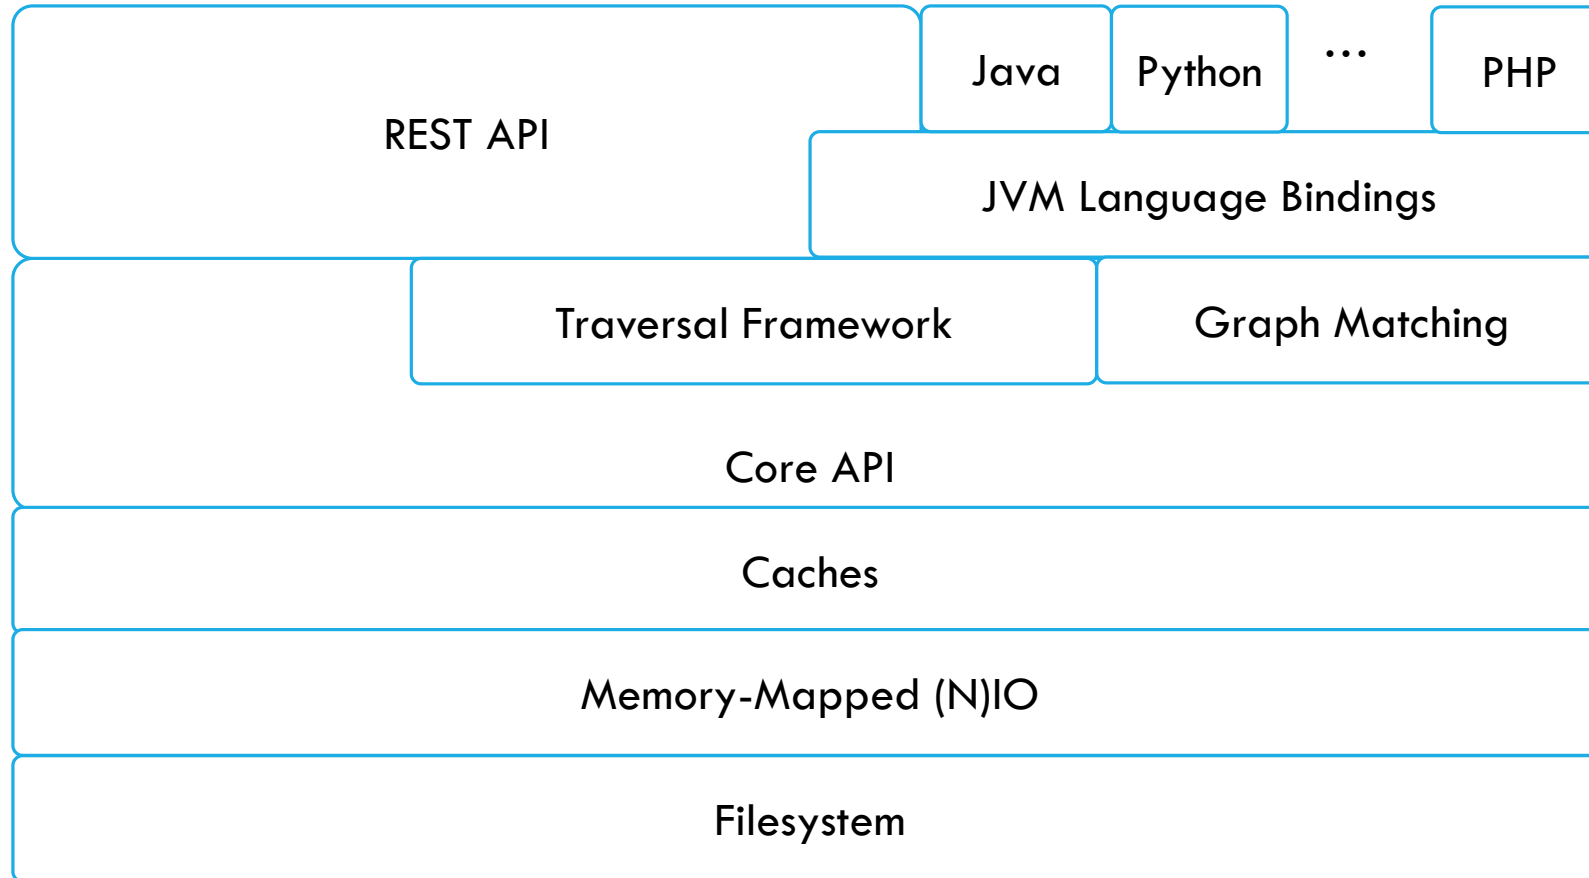 Java
Python
...
PHP
REST API
JVM Language Bindings
Traversal Framework
Graph Matching
Core API
Caches
Memory-Mapped (N)IO
Filesystem